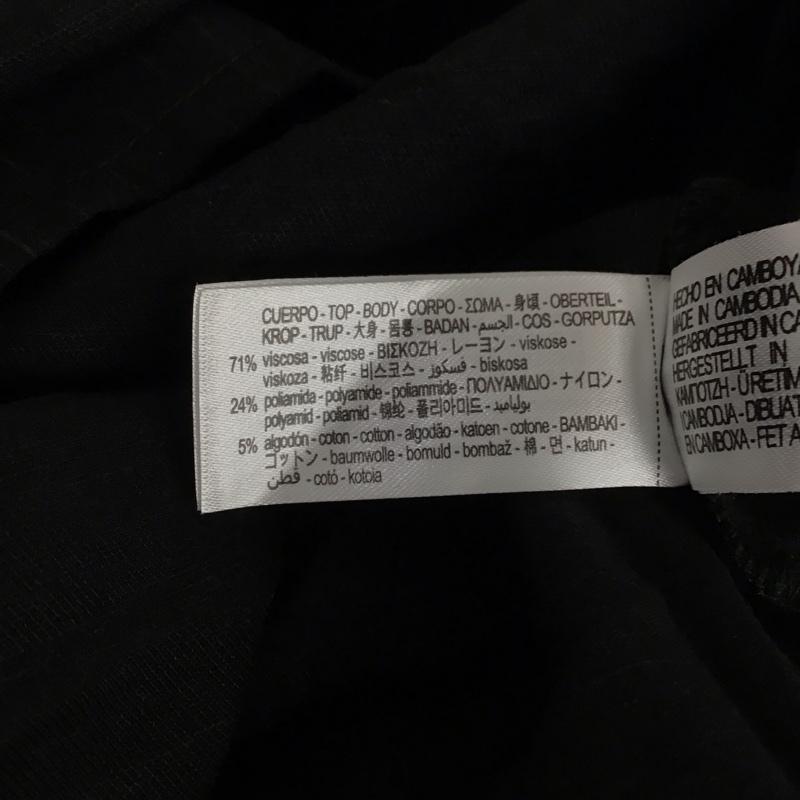 CUERPO - TOP - BODY - CORPO - ΣΩΜΑ - 身頃 - OBERTEIL -
KROP - TRUP - 大身 - 몸통 - BADAN - الجسم - COS - GORPUTZA
71% viscosa - viscose - ΒΙΣΚΟΖΗ - レーヨン - viskose -
viskoza - 粘纤 - 비스코스 - فسكوز - biskosa
24% poliamida - polyamide - poliammide - ΠΟΛΥΑΜΙΔΙΟ - ナイロン -
polyamid - poliamid - 锦纶 - 폴리아미드 - بولياميد
5% algodón - coton - cotton - algodão - katoen - cotone - BAMBAKI -
コットン - baumwolle - bomuld - bombaž - 棉 - 면 - katun -
قطن - cotó - kotoia
HECHO EN CAMBOYA
MADE IN CAMBODIA
GEFABRICEERD IN CA
HERGESTELLT IN
ΚΑΜΠΟΤΖΗ - ÜRETIM
CAMBODJA - DIBUAT
EN CAMBOXA - FET A